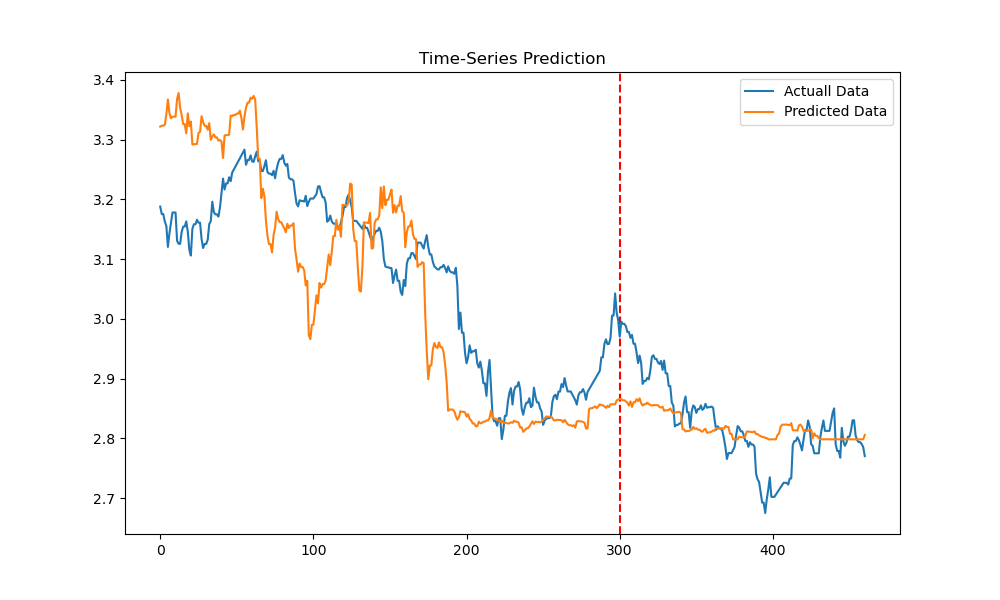 Time-Series Prediction
Actuall Data
Predicted Data
3.4
3.3
3.2
3.1
3.0
2.9
2.8
2.7
0 100 200 300 400